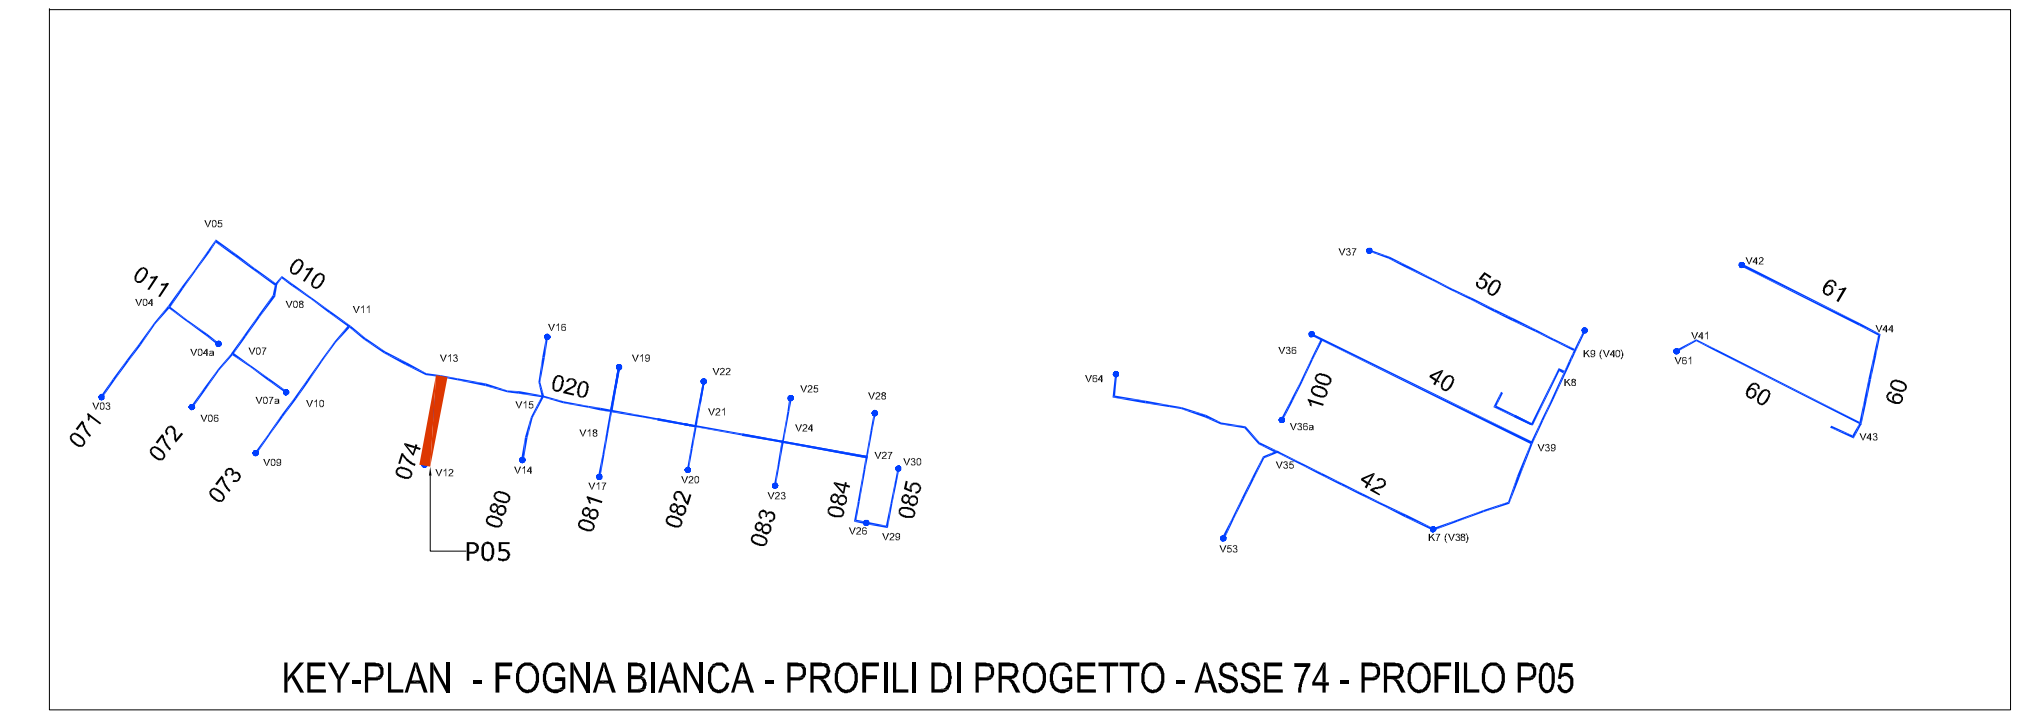 V05
011
010
V04
V08
V11
V04a
V07
V03
071
V06
072
V07a
V10
V09
073
V13
074
V12
P05
V16
V15
020
V14
080
V19
V18
V17
081
V22
V21
V20
082
V25
V24
V23
083
V28
V27
084
V30
085
V26
V29
V37
50
V36
K9 (V40)
K8
40
100
V64
V36a
V39
V35
42
V53
K7 (V38)
V42
61
V44
V41
V61
60
60
V43
KEY-PLAN - FOGNA BIANCA - PROFILI DI PROGETTO - ASSE 74 - PROFILO P05